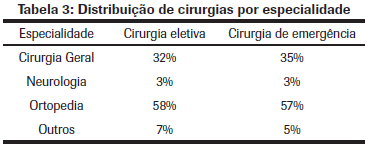 Tabela 3: Distribuição de cirurgias por especialidade
Especialidade Cirurgia eletiva Cirurgia de emergência
Cirurgia Geral 32% 35%
Neurologia 3% 3%
Ortopedia 58% 57%
Outros 7% 5%